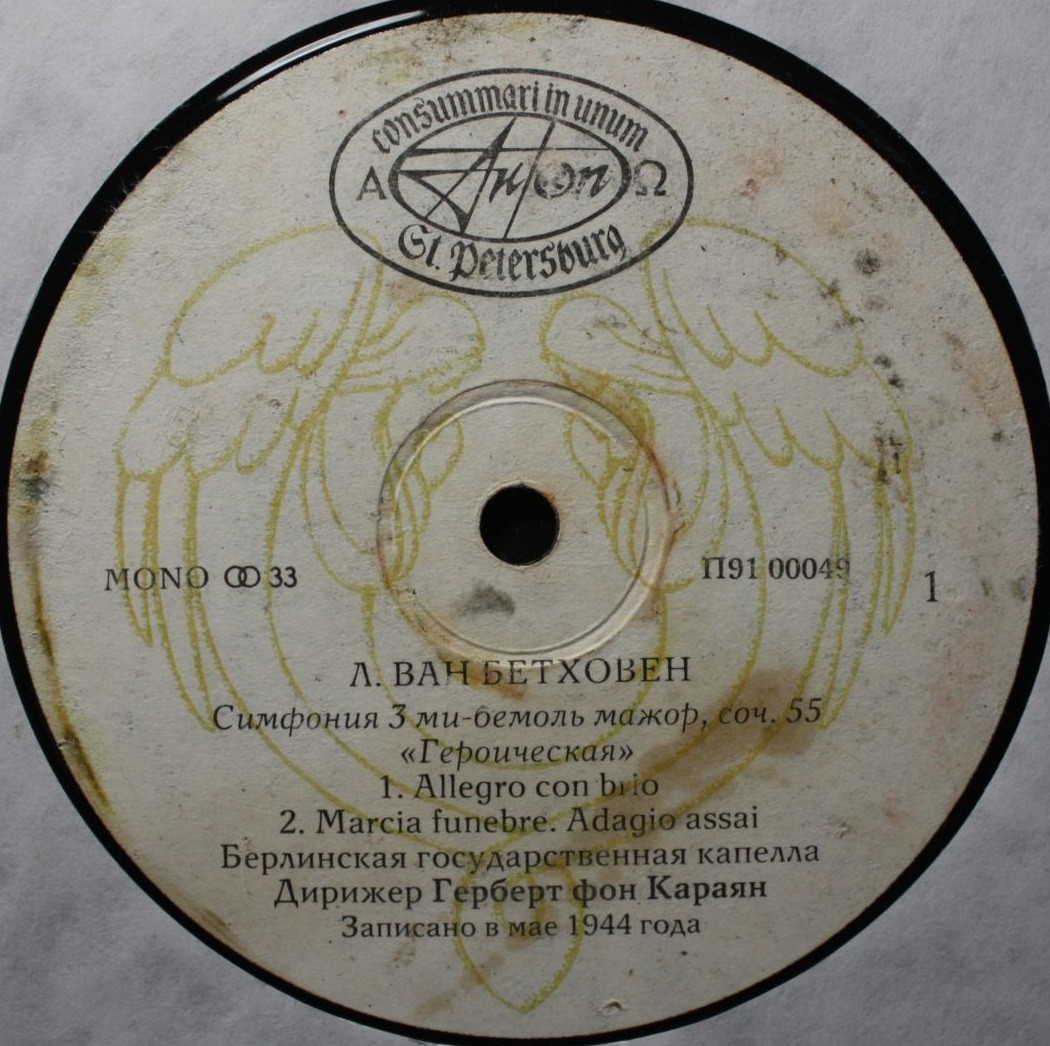 consummari in unum
Α Anton Ω
St. Petersburg
MONO 33
П91 00049
1
Л. ВАН БЕТХОВЕН
Симфония 3 ми-бемоль мажор, соч. 55
«Героическая»
1. Allegro con brio
2. Marcia funebre. Adagio assai
Берлинская государственная капелла
Дирижер Герберт фон Караян
Записано в мае 1944 года